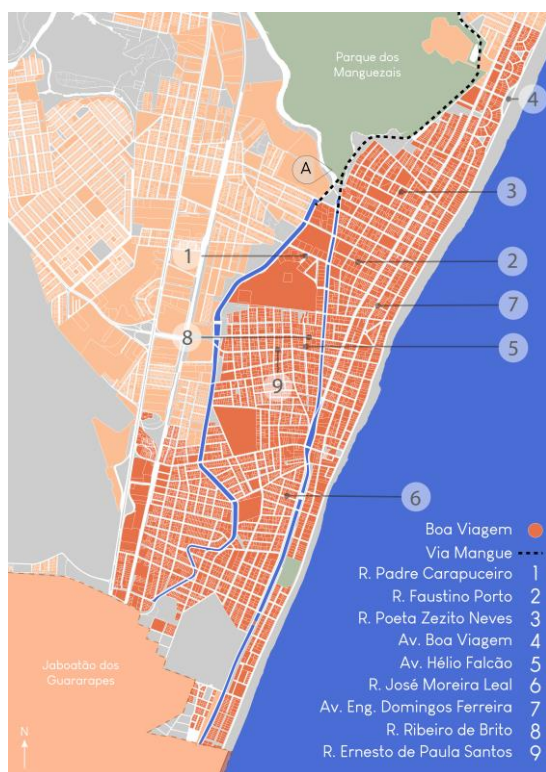 Parque dos
Manguezais
4
A
3
1
2
7
8
5
9
6
Boa Viagem
Via Mangue
R. Padre Carapuceiro 1
R. Faustino Porto 2
R. Poeta Zezito Neves 3
Av. Boa Viagem 4
Av. Hélio Falcão 5
R. José Moreira Leal 6
Av. Eng. Domingos Ferreira 7
R. Ribeiro de Brito 8
R. Ernesto de Paula Santos 9
Jaboatão dos
Guararapes
N